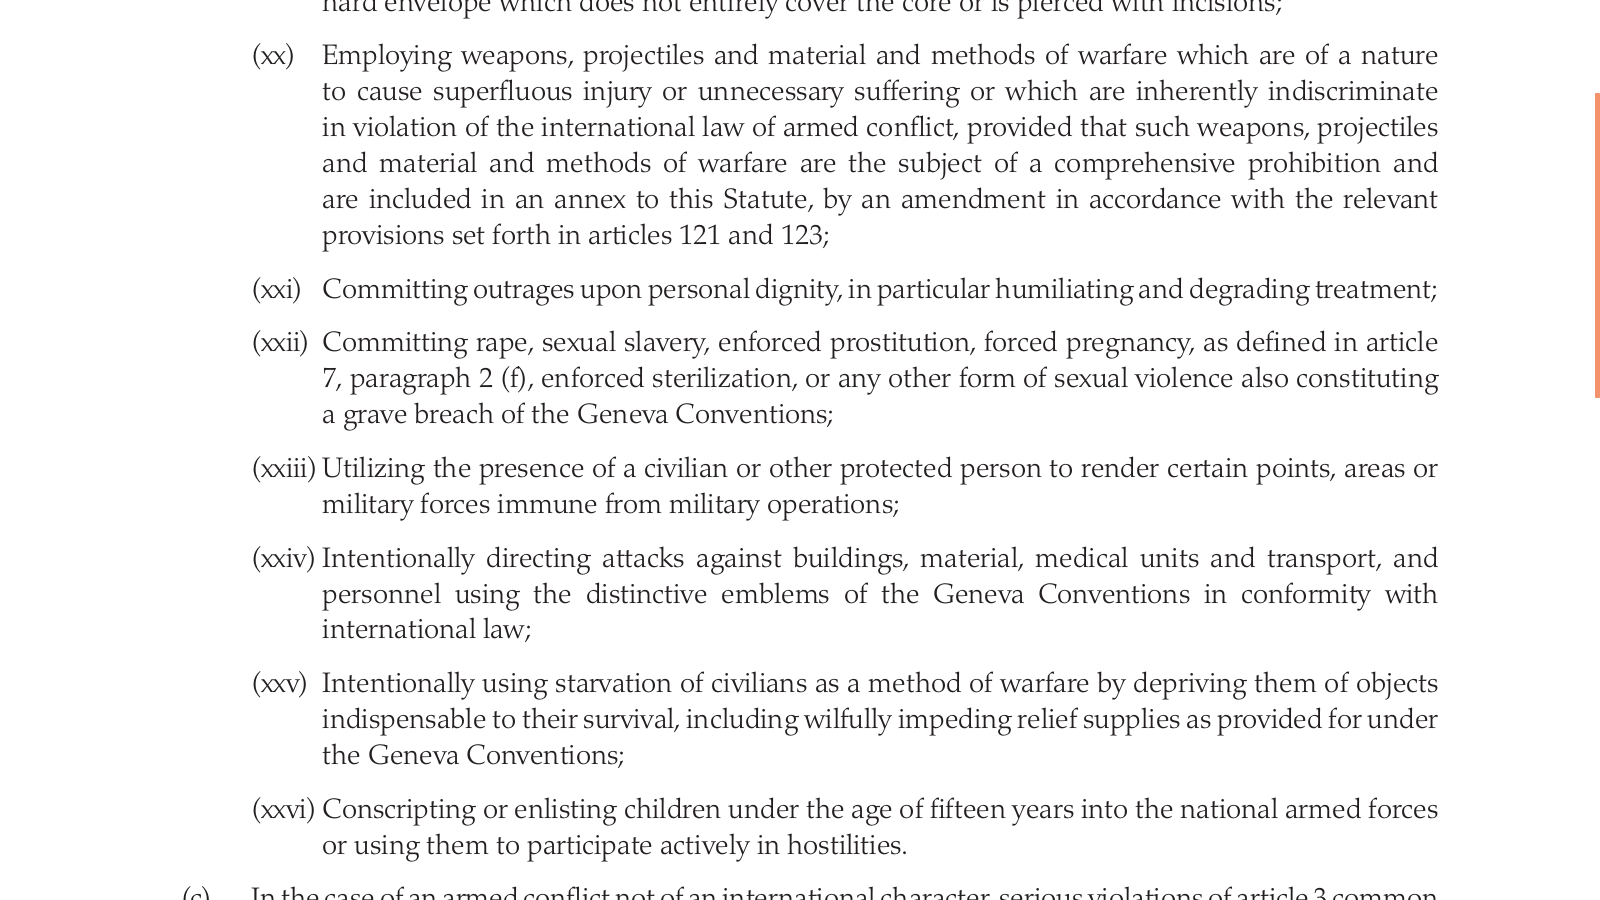 hard envelope which does not entirely cover the core or is pierced with incisions;
(xx) Employing weapons, projectiles and material and methods of warfare which are of a nature
to cause superfluous injury or unnecessary suffering or which are inherently indiscriminate
in violation of the international law of armed conflict, provided that such weapons, projectiles
and material and methods of warfare are the subject of a comprehensive prohibition and
are included in an annex to this Statute, by an amendment in accordance with the relevant
provisions set forth in articles 121 and 123;
(xxi) Committing outrages upon personal dignity, in particular humiliating and degrading treatment;
(xxii) Committing rape, sexual slavery, enforced prostitution, forced pregnancy, as defined in article
7, paragraph 2 (f), enforced sterilization, or any other form of sexual violence also constituting
a grave breach of the Geneva Conventions;
(xxiii) Utilizing the presence of a civilian or other protected person to render certain points, areas or
military forces immune from military operations;
(xxiv) Intentionally directing attacks against buildings, material, medical units and transport, and
personnel using the distinctive emblems of the Geneva Conventions in conformity with
international law;
(xxv) Intentionally using starvation of civilians as a method of warfare by depriving them of objects
indispensable to their survival, including wilfully impeding relief supplies as provided for under
the Geneva Conventions;
(xxvi) Conscripting or enlisting children under the age of fifteen years into the national armed forces
or using them to participate actively in hostilities.
(c) In the case of an armed conflict not of an international character, serious violations of article 3 common